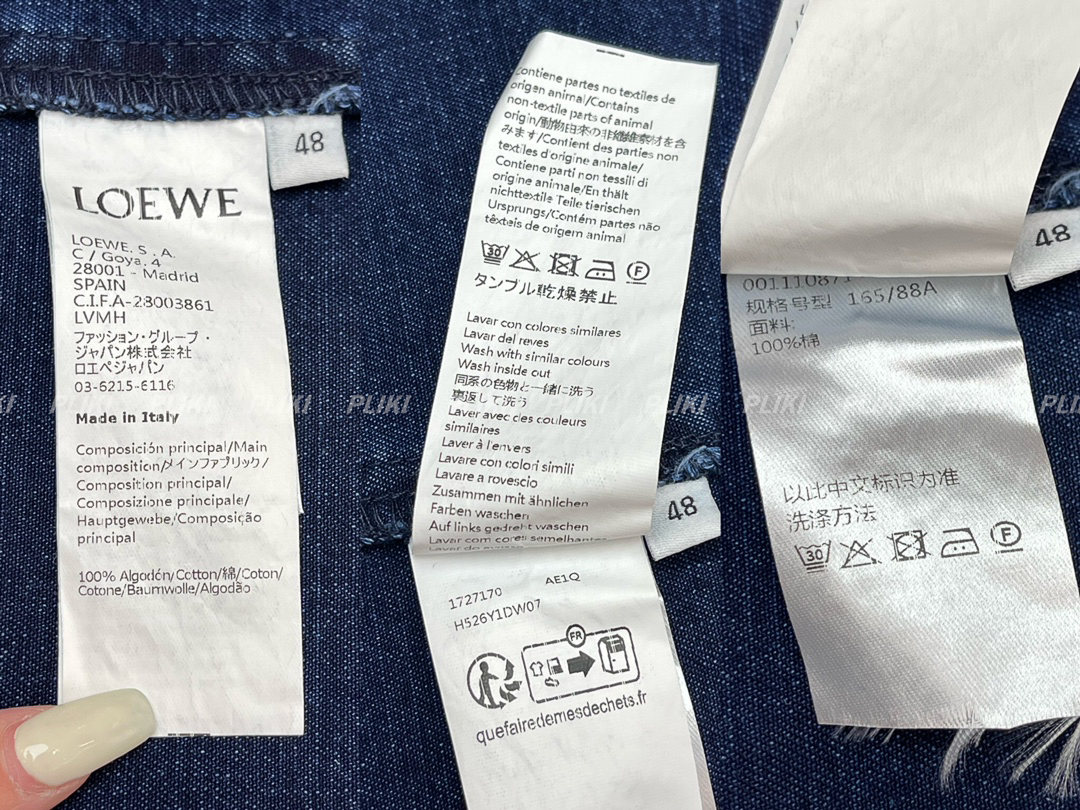 LOEWE
48
LOEWE, S. A.
C / Goya, 4
28001 - Madrid
SPAIN
C.I.F.A-28003861
LVMH
ファッション・グループ・
ジャパン株式会社
ロエベジャパン
03-6215-6116
Made in Italy
Composición principal/Main
composition/メインファブリック/
Composition principal/
Composizione principale/
Hauptgewebe/Composição
principal
100% Algodón/Cotton/綿/Coton/
Cotone/Baumwolle/Algodão
Contiene partes no textiles de
origen animal/Contains
non-textile parts of animal
origin/動物由来の非繊維素材を含
みます/Contient des parties non
textiles d'origine animale/
Contiene parti non tessili di
origine animale/En thält
nichttextile Teile tierischen
Ursprungs/Contém partes não
têxteis de origem animal
30 F
タンブル乾燥禁止
Lavar con colores similares
Lavar del reves
Wash with similar colours
Wash inside out
同系の色物と一緒に洗う
裏返して洗う
Laver avec des couleurs
similaires
Laver à l'envers
Lavare con colori simili
Lavare a rovescio
Zusammen mit ähnlichen
Farben waschen
Auf links gedreht waschen
Lavar com cores semelhantes
48
1727170 AE1Q
H526Y1DW07
FR
quefairedemesdechets.fr
48
规格号型 165/88A
面料:
100%棉
以此中文标识为准
洗涤方法
30 F
PLIKI PLIKI PLIKI PLIKI